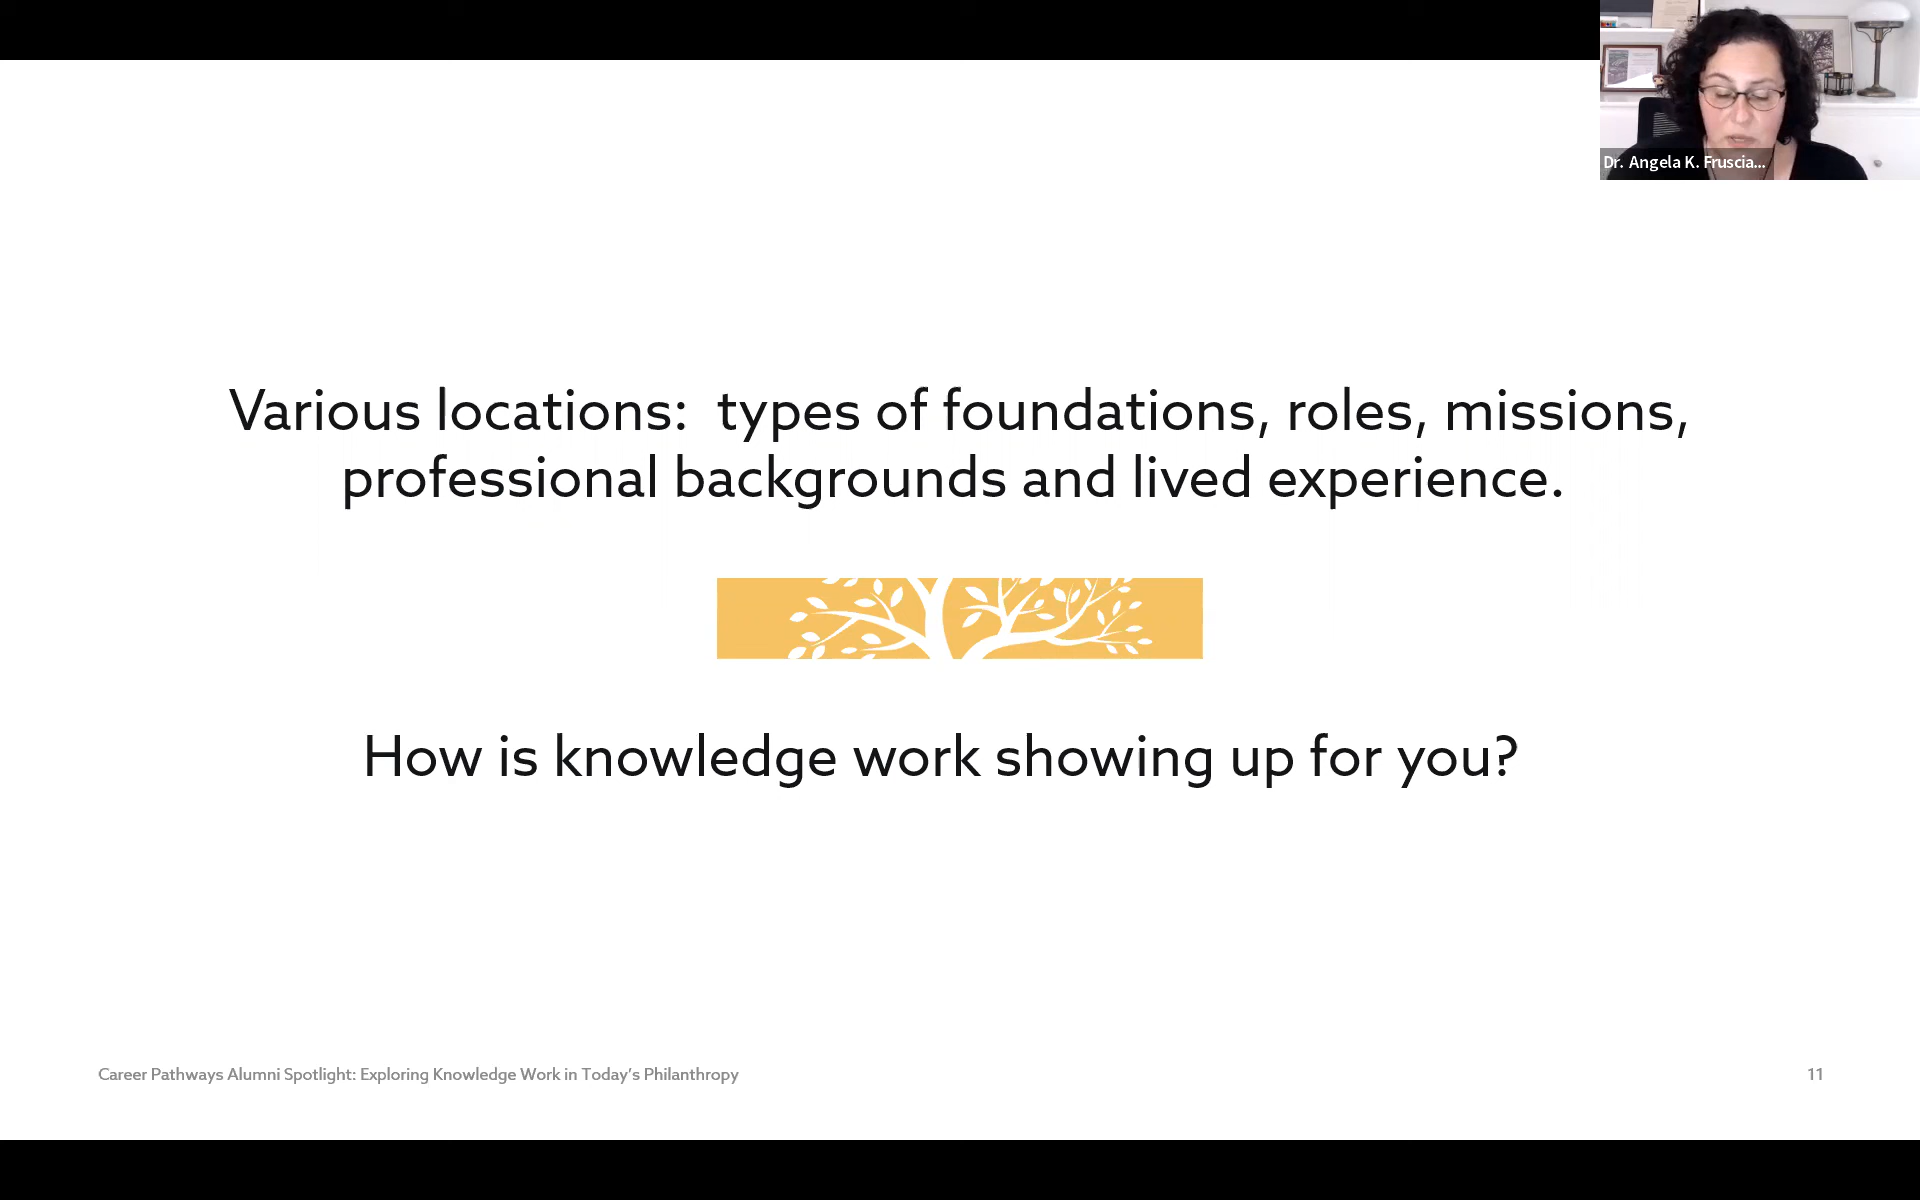 Dr. Angela K. Fruscia...
Various locations:  types of foundations, roles, missions,
professional backgrounds and lived experience.
How is knowledge work showing up for you?
Career Pathways Alumni Spotlight: Exploring Knowledge Work in Today’s Philanthropy
11